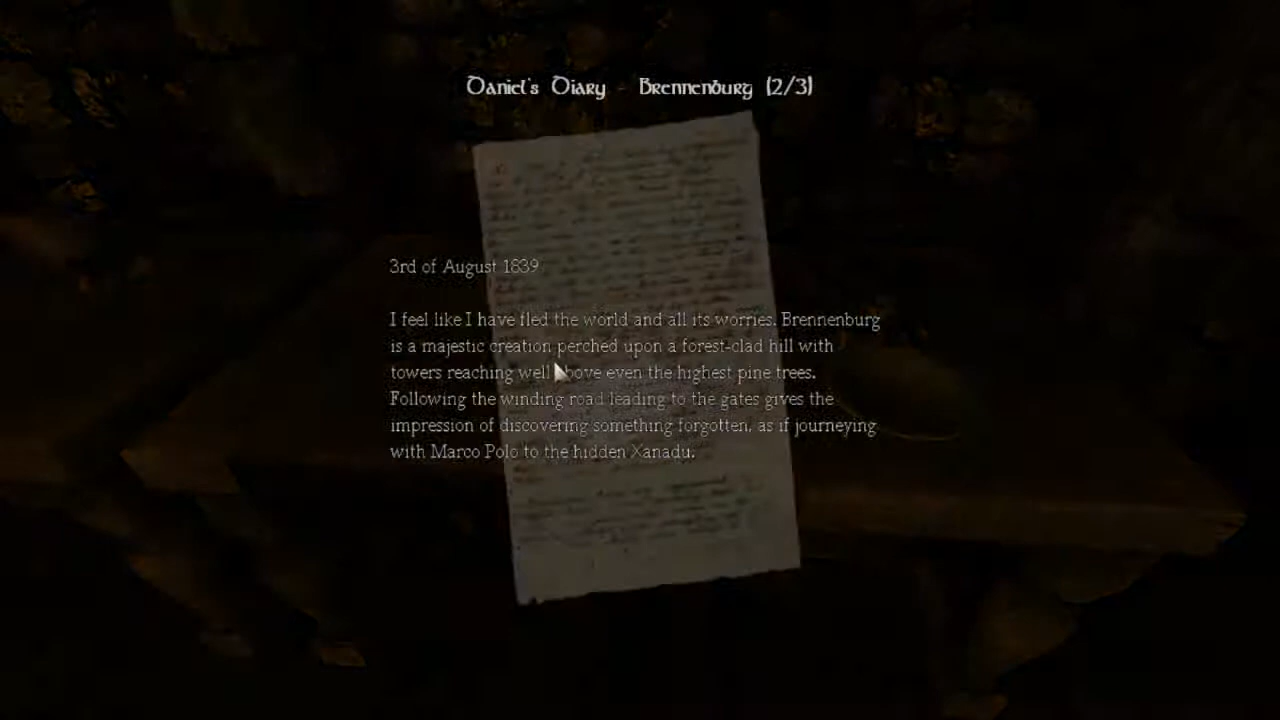 Daniel's Diary - Brennenburg (2/3)
3rd of August 1839
I feel like I have fled the world and all its worries. Brennenburg
is a majestic creation perched upon a forest-clad hill with
towers reaching well above even the highest pine trees.
Following the winding road leading to the gates gives the
impression of discovering something forgotten, as if journeying
with Marco Polo to the hidden Xanadu.